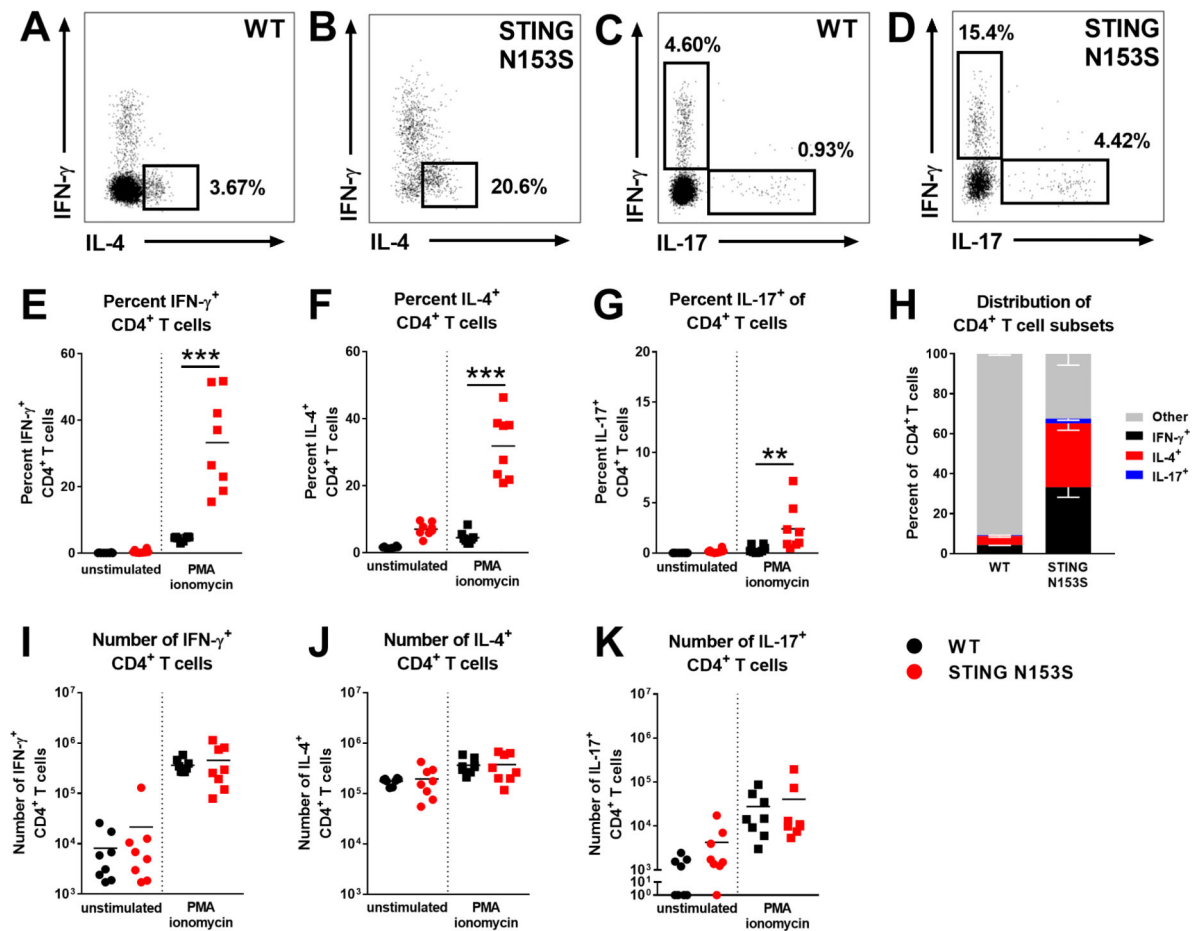 A
WT
IFN-γ
3.67%
IL-4
B
STING
N153S
IFN-γ
20.6%
IL-4
C
WT
4.60%
IFN-γ
0.93%
IL-17
D
STING
N153S
15.4%
IFN-γ
4.42%
IL-17
E
Percent IFN-γ+
CD4+ T cells
Percent IFN-γ+
CD4+ T cells
60
40
20
0
***
unstimulated
PMA
ionomycin
F
Percent IL-4+
CD4+ T cells
Percent IL-4+
CD4+ T cells
60
40
20
0
***
unstimulated
PMA
ionomycin
G
Percent IL-17+ of
CD4+ T cells
Percent IL-17+
CD4+ T cells
20
15
10
5
0
**
unstimulated
PMA
ionomycin
H
Distribution of
CD4+ T cell subsets
Percent of CD4+ T cells
100
80
60
40
20
0
WT
STING
N153S
Other
IFN-γ+
IL-4+
IL-17+
I
Number of IFN-γ+
CD4+ T cells
Number of IFN-γ+
CD4+ T cells
10⁷
10⁶
10⁵
10⁴
10³
unstimulated
PMA
ionomycin
J
Number of IL-4+
CD4+ T cells
Number of IL-4+
CD4+ T cells
10⁷
10⁶
10⁵
10⁴
10³
unstimulated
PMA
ionomycin
K
Number of IL-17+
CD4+ T cells
Number of IL-17+
CD4+ T cells
10⁷
10⁶
10⁵
10⁴
10³
10¹
10⁰
unstimulated
PMA
ionomycin
WT
STING N153S